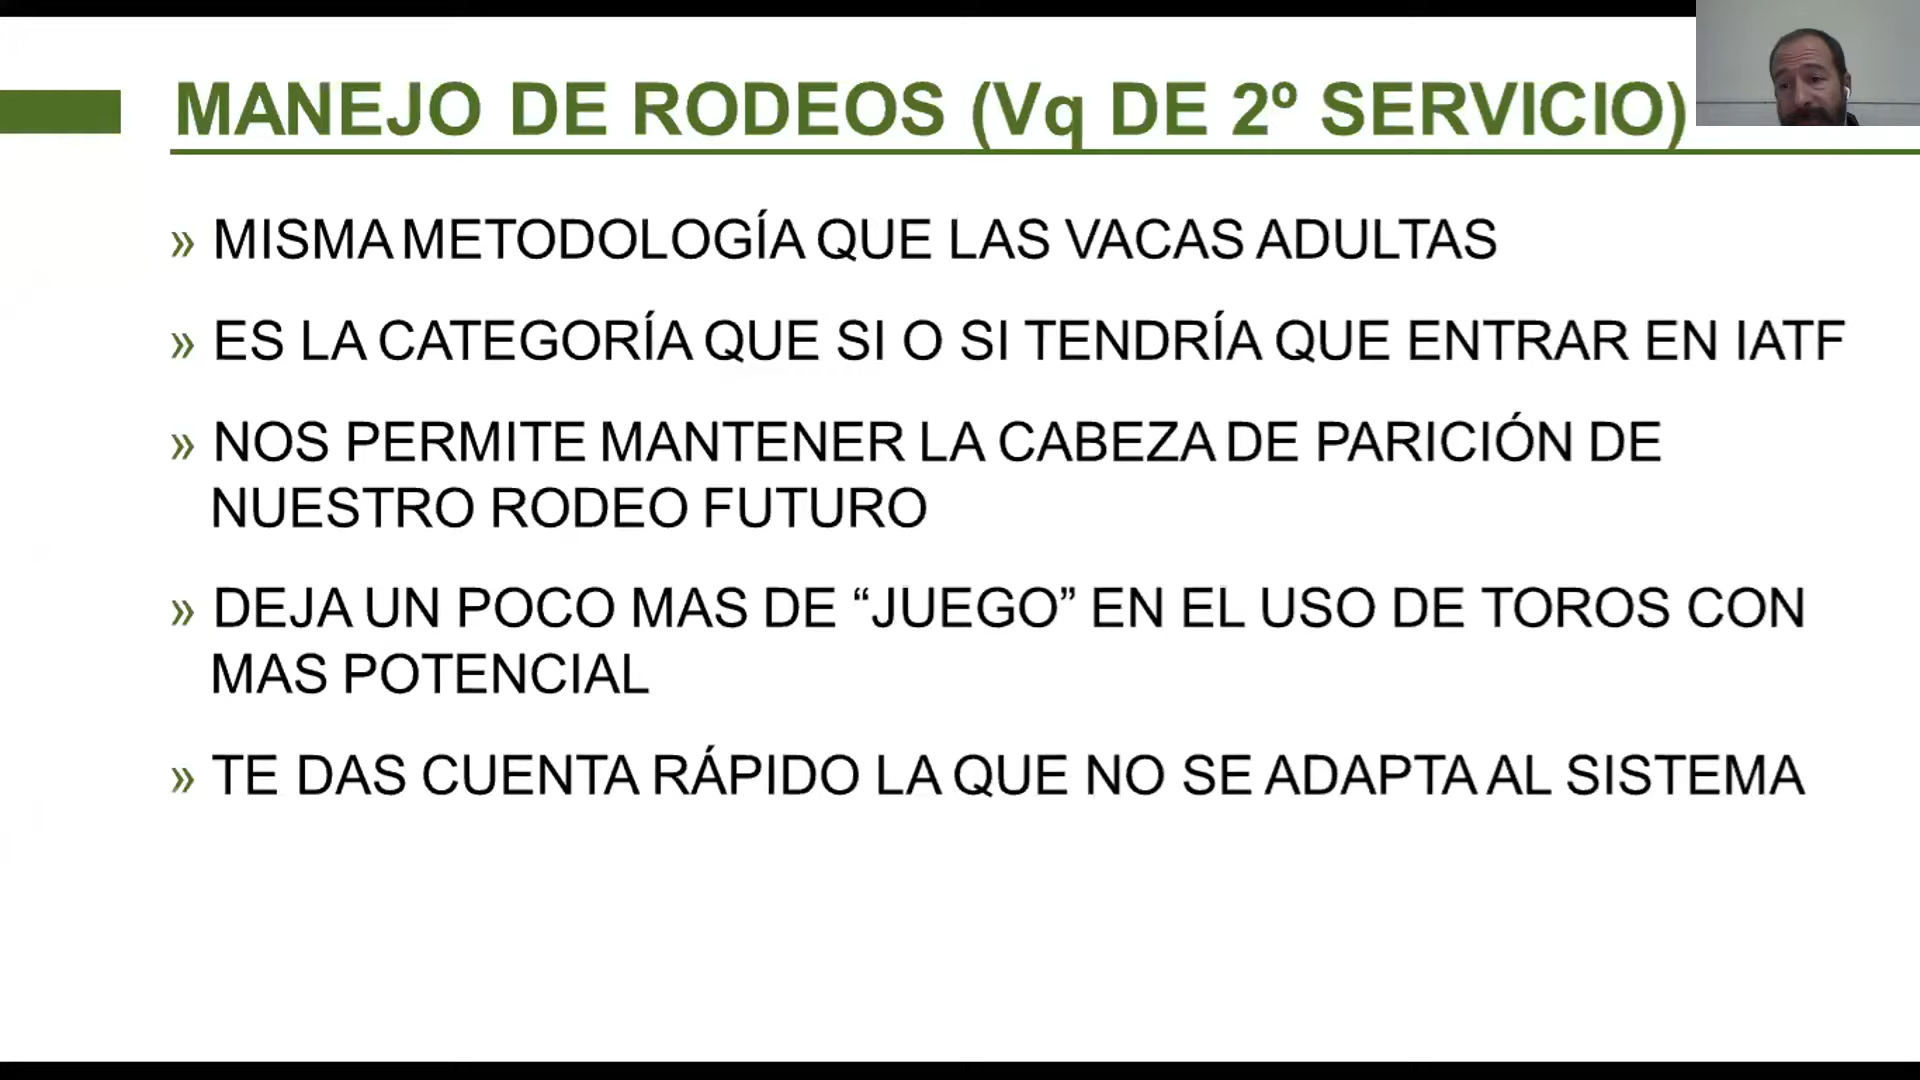 MANEJO DE RODEOS (Vq DE 2º SERVICIO)
» MISMA METODOLOGÍA QUE LAS VACAS ADULTAS
» ES LA CATEGORÍA QUE SI O SI TENDRÍA QUE ENTRAR EN IATF
» NOS PERMITE MANTENER LA CABEZA DE PARICIÓN DE
NUESTRO RODEO FUTURO
» DEJA UN POCO MAS DE “JUEGO” EN EL USO DE TOROS CON
MAS POTENCIAL
» TE DAS CUENTA RÁPIDO LA QUE NO SE ADAPTA AL SISTEMA